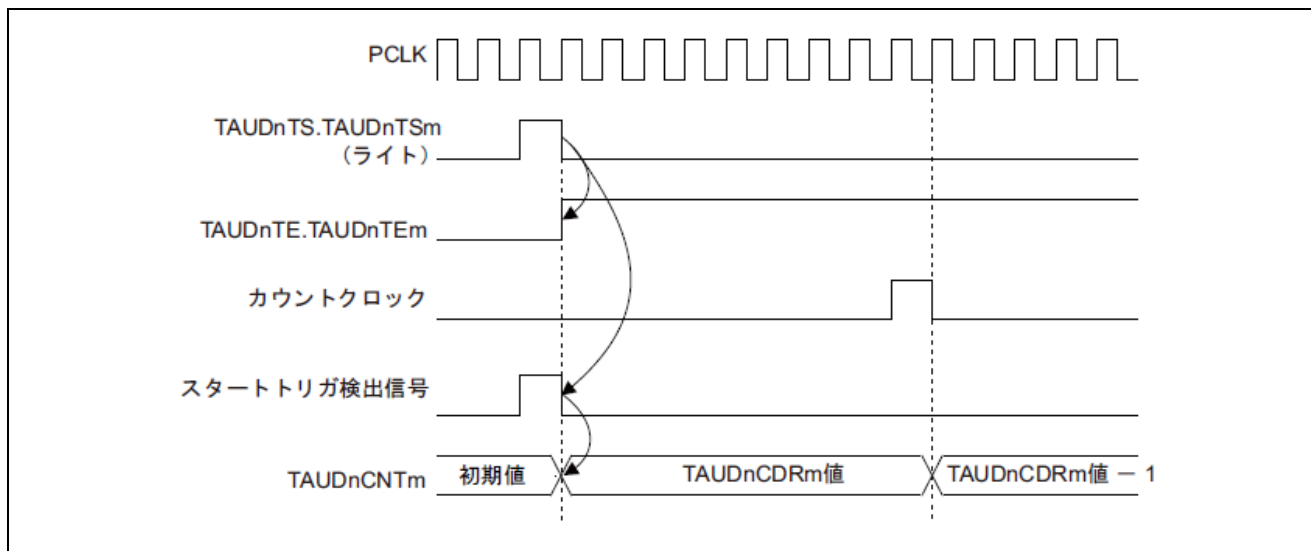 PCLK
TAUDnTS.TAUDnTSm
（ライト）
TAUDnTE.TAUDnTEm
カウントクロック
スタートトリガ検出信号
TAUDnCNTm 初期値 TAUDnCDRm値 TAUDnCDRm値 － 1